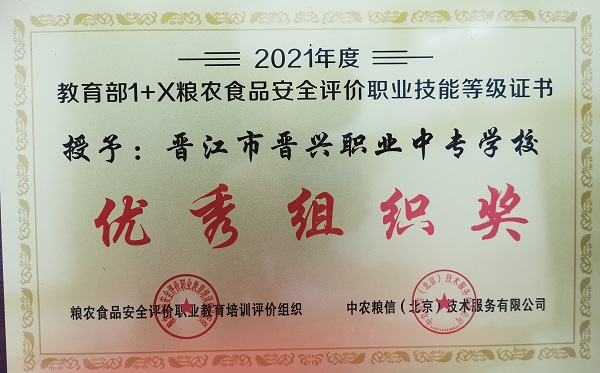 2021年度
教育部1+X粮农食品安全评价职业技能等级证书
授予：晋江市晋兴职业中专学校
优秀组织奖
粮农食品安全评价职业教育培训评价组织
中农粮信（北京）技术服务有限公司